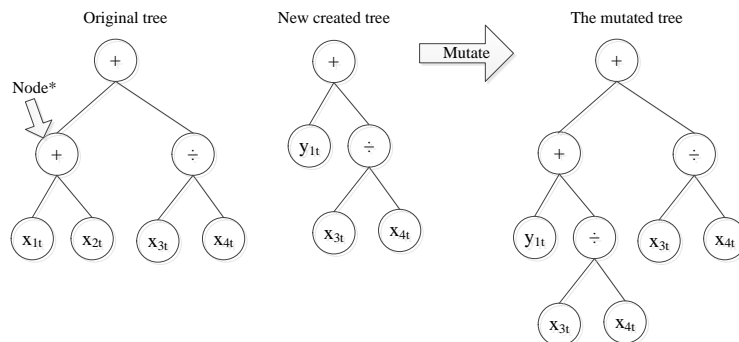 Original tree
New created tree
The mutated tree
+
Node*
+
÷
x1t
x2t
x3t
x4t
+
y1t
÷
x3t
x4t
Mutate
+
+
÷
y1t
÷
x3t
x4t
x3t
x4t